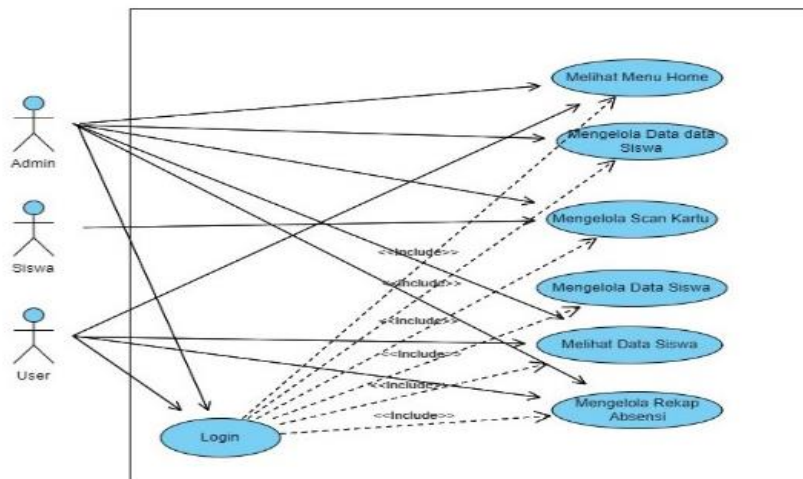 Melihat Menu Home
Admin
Mengelola Data data
Siswa
Siswa
Mengelola Scan Kartu
<<Include>>
<<Include>>
Mengelola Data Siswa
User
<<Include>>
Melihat Data Siswa
<<Include>>
<<Include>>
Mengelola Rekap
Absensi
<<Include>>
Login